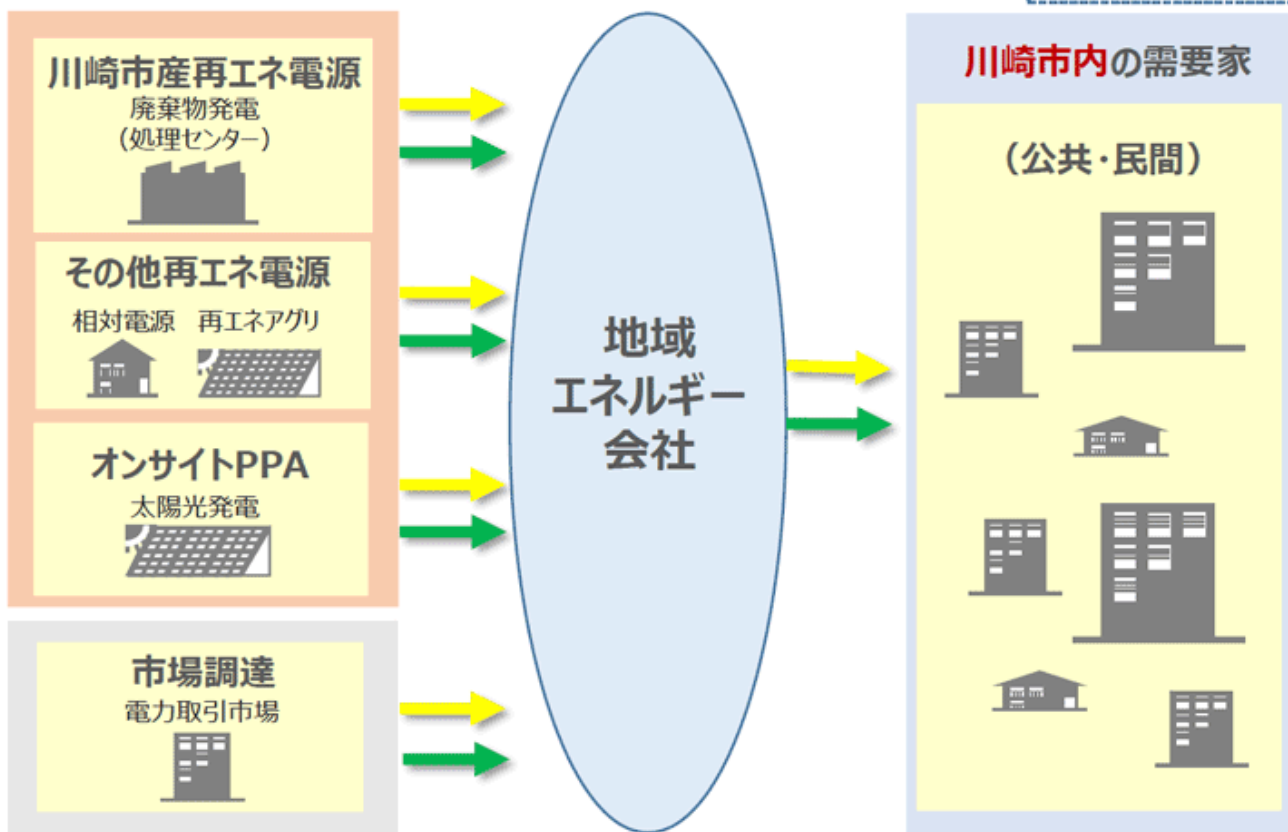 川崎市産再エネ電源
廃棄物発電
（処理センター）
その他再エネ電源
相対電源 再エネアグリ
オンサイトPPA
太陽光発電
市場調達
電力取引市場
地域
エネルギー
会社
川崎市内の需要家
（公共・民間）